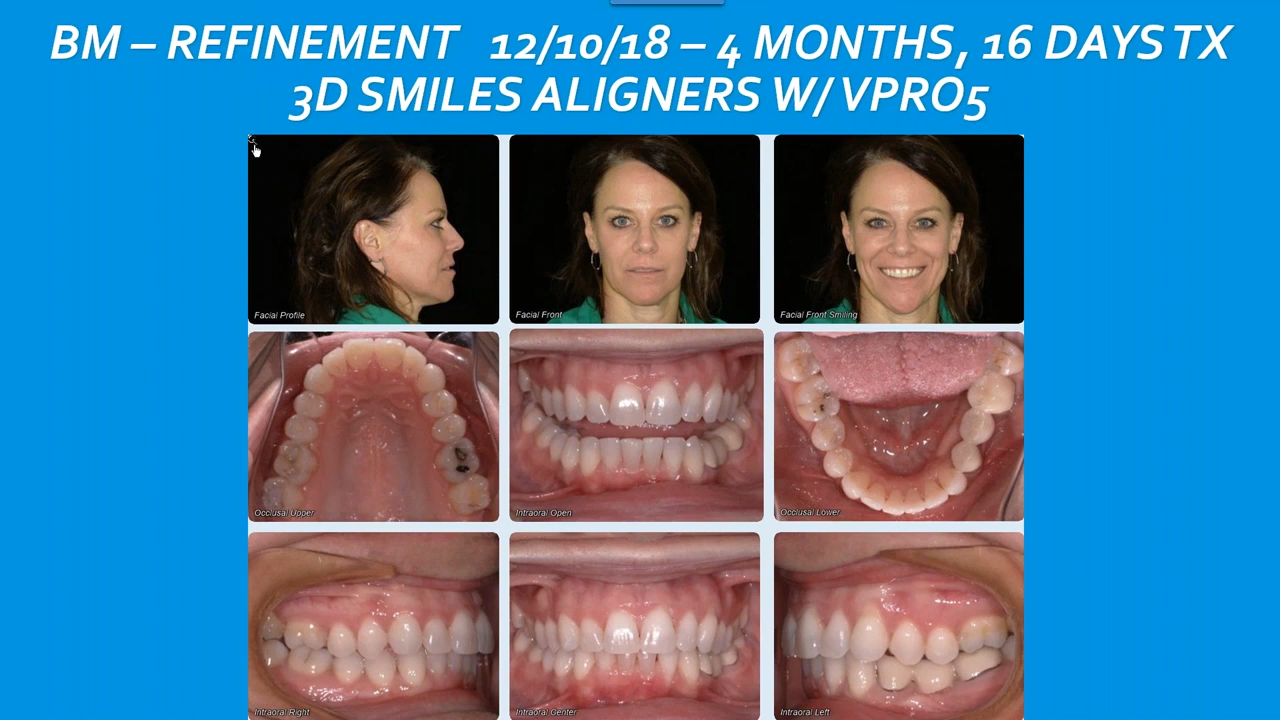 BM – REFINEMENT 12/10/18 – 4 MONTHS, 16 DAYS TX
3D SMILES ALIGNERS W/ VPRO5
Facial Profile
Facial Front
Facial Front Smiling
Occlusal Upper
Intraoral Open
Occlusal Lower
Intraoral Right
Intraoral Center
Intraoral Left